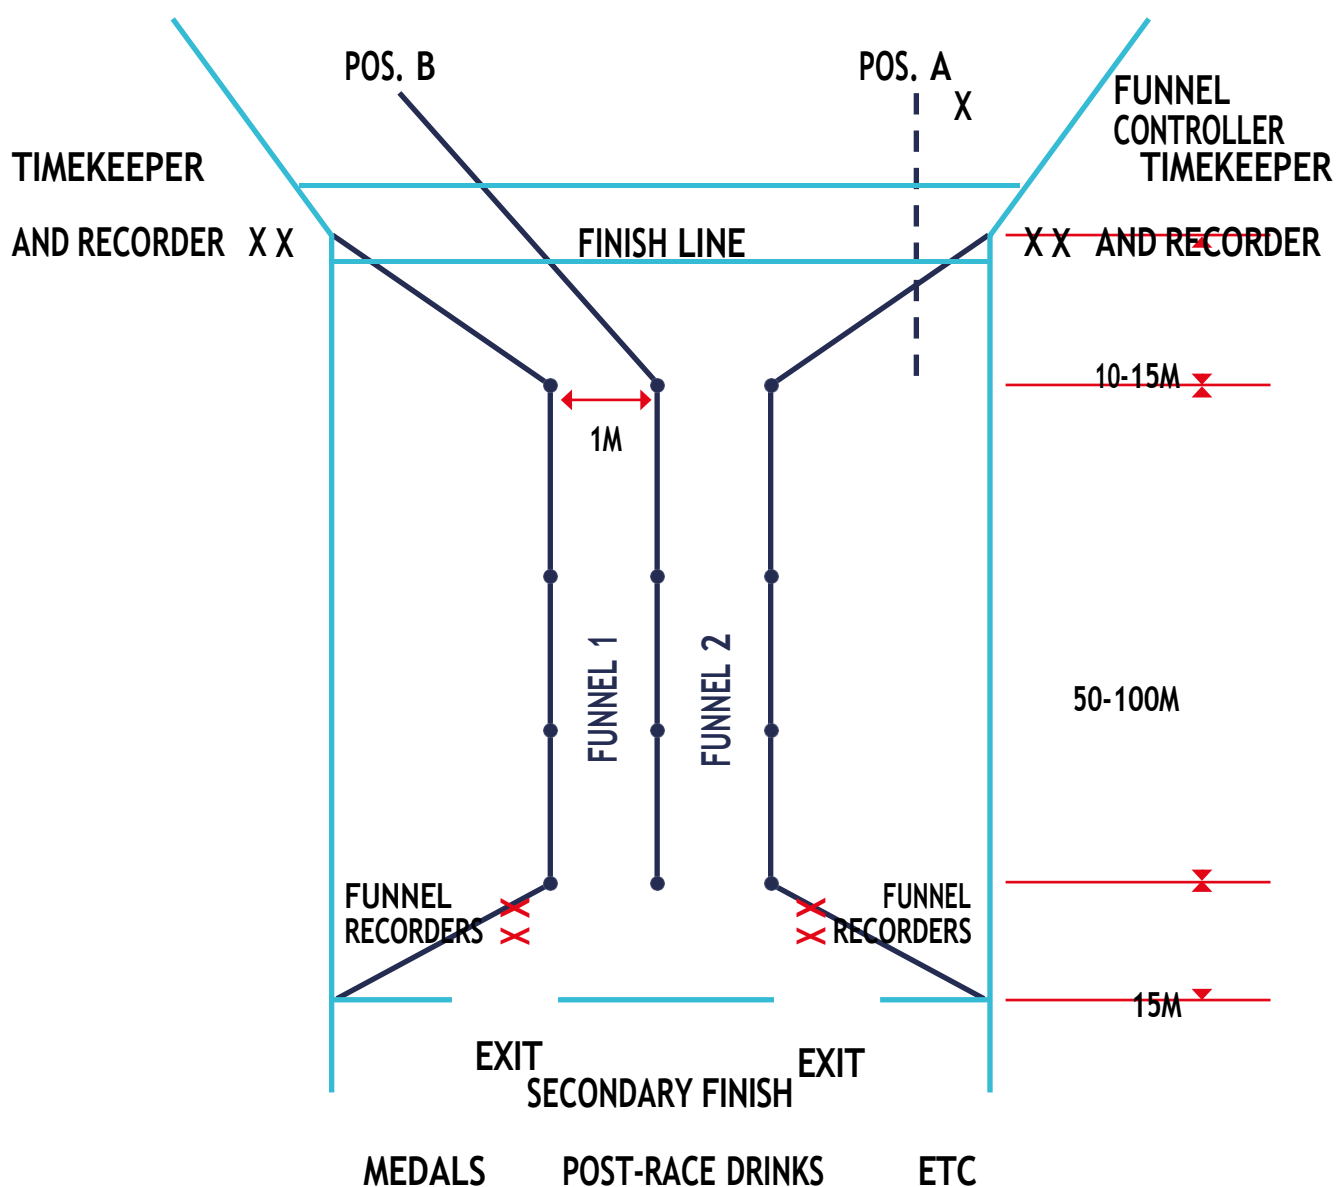 POS. B
POS. A
X
FUNNEL
CONTROLLER
TIMEKEEPER
TIMEKEEPER
AND RECORDER X X
FINISH LINE
X X AND RECORDER
10-15M
1M
FUNNEL 1
FUNNEL 2
50-100M
FUNNEL
RECORDERS
X
X
X
X
FUNNEL
RECORDERS
15M
EXIT
EXIT
SECONDARY FINISH
MEDALS
POST-RACE DRINKS
ETC